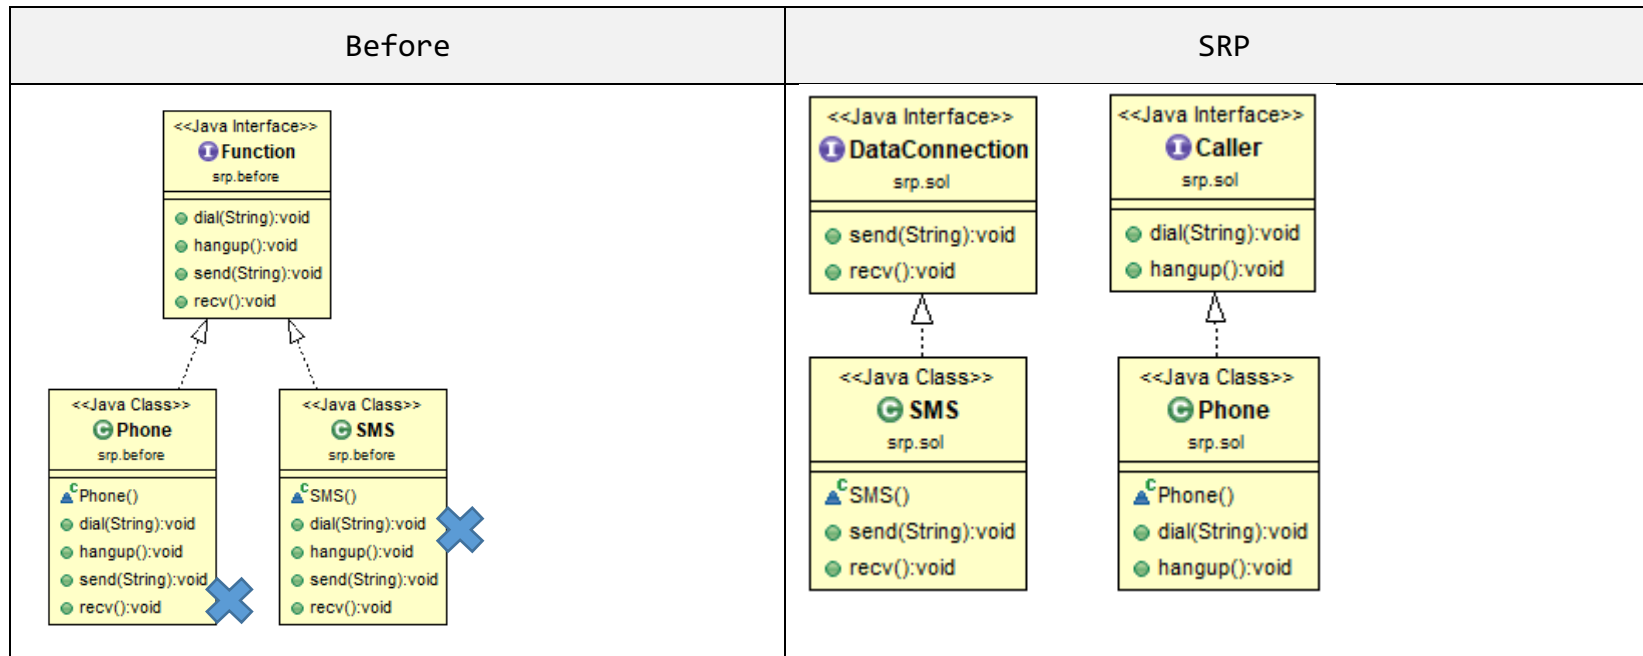 Before
SRP
<<Java Interface>>
I Function
srp.before
dial(String):void
hangup():void
send(String):void
recv():void
<<Java Class>>
C Phone
srp.before
C Phone()
dial(String):void
hangup():void
send(String):void
recv():void
<<Java Class>>
C SMS
srp.before
C SMS()
dial(String):void
hangup():void
send(String):void
recv():void
<<Java Interface>>
I DataConnection
srp.sol
send(String):void
recv():void
<<Java Interface>>
I Caller
srp.sol
dial(String):void
hangup():void
<<Java Class>>
C SMS
srp.sol
C SMS()
send(String):void
recv():void
<<Java Class>>
C Phone
srp.sol
C Phone()
dial(String):void
hangup():void